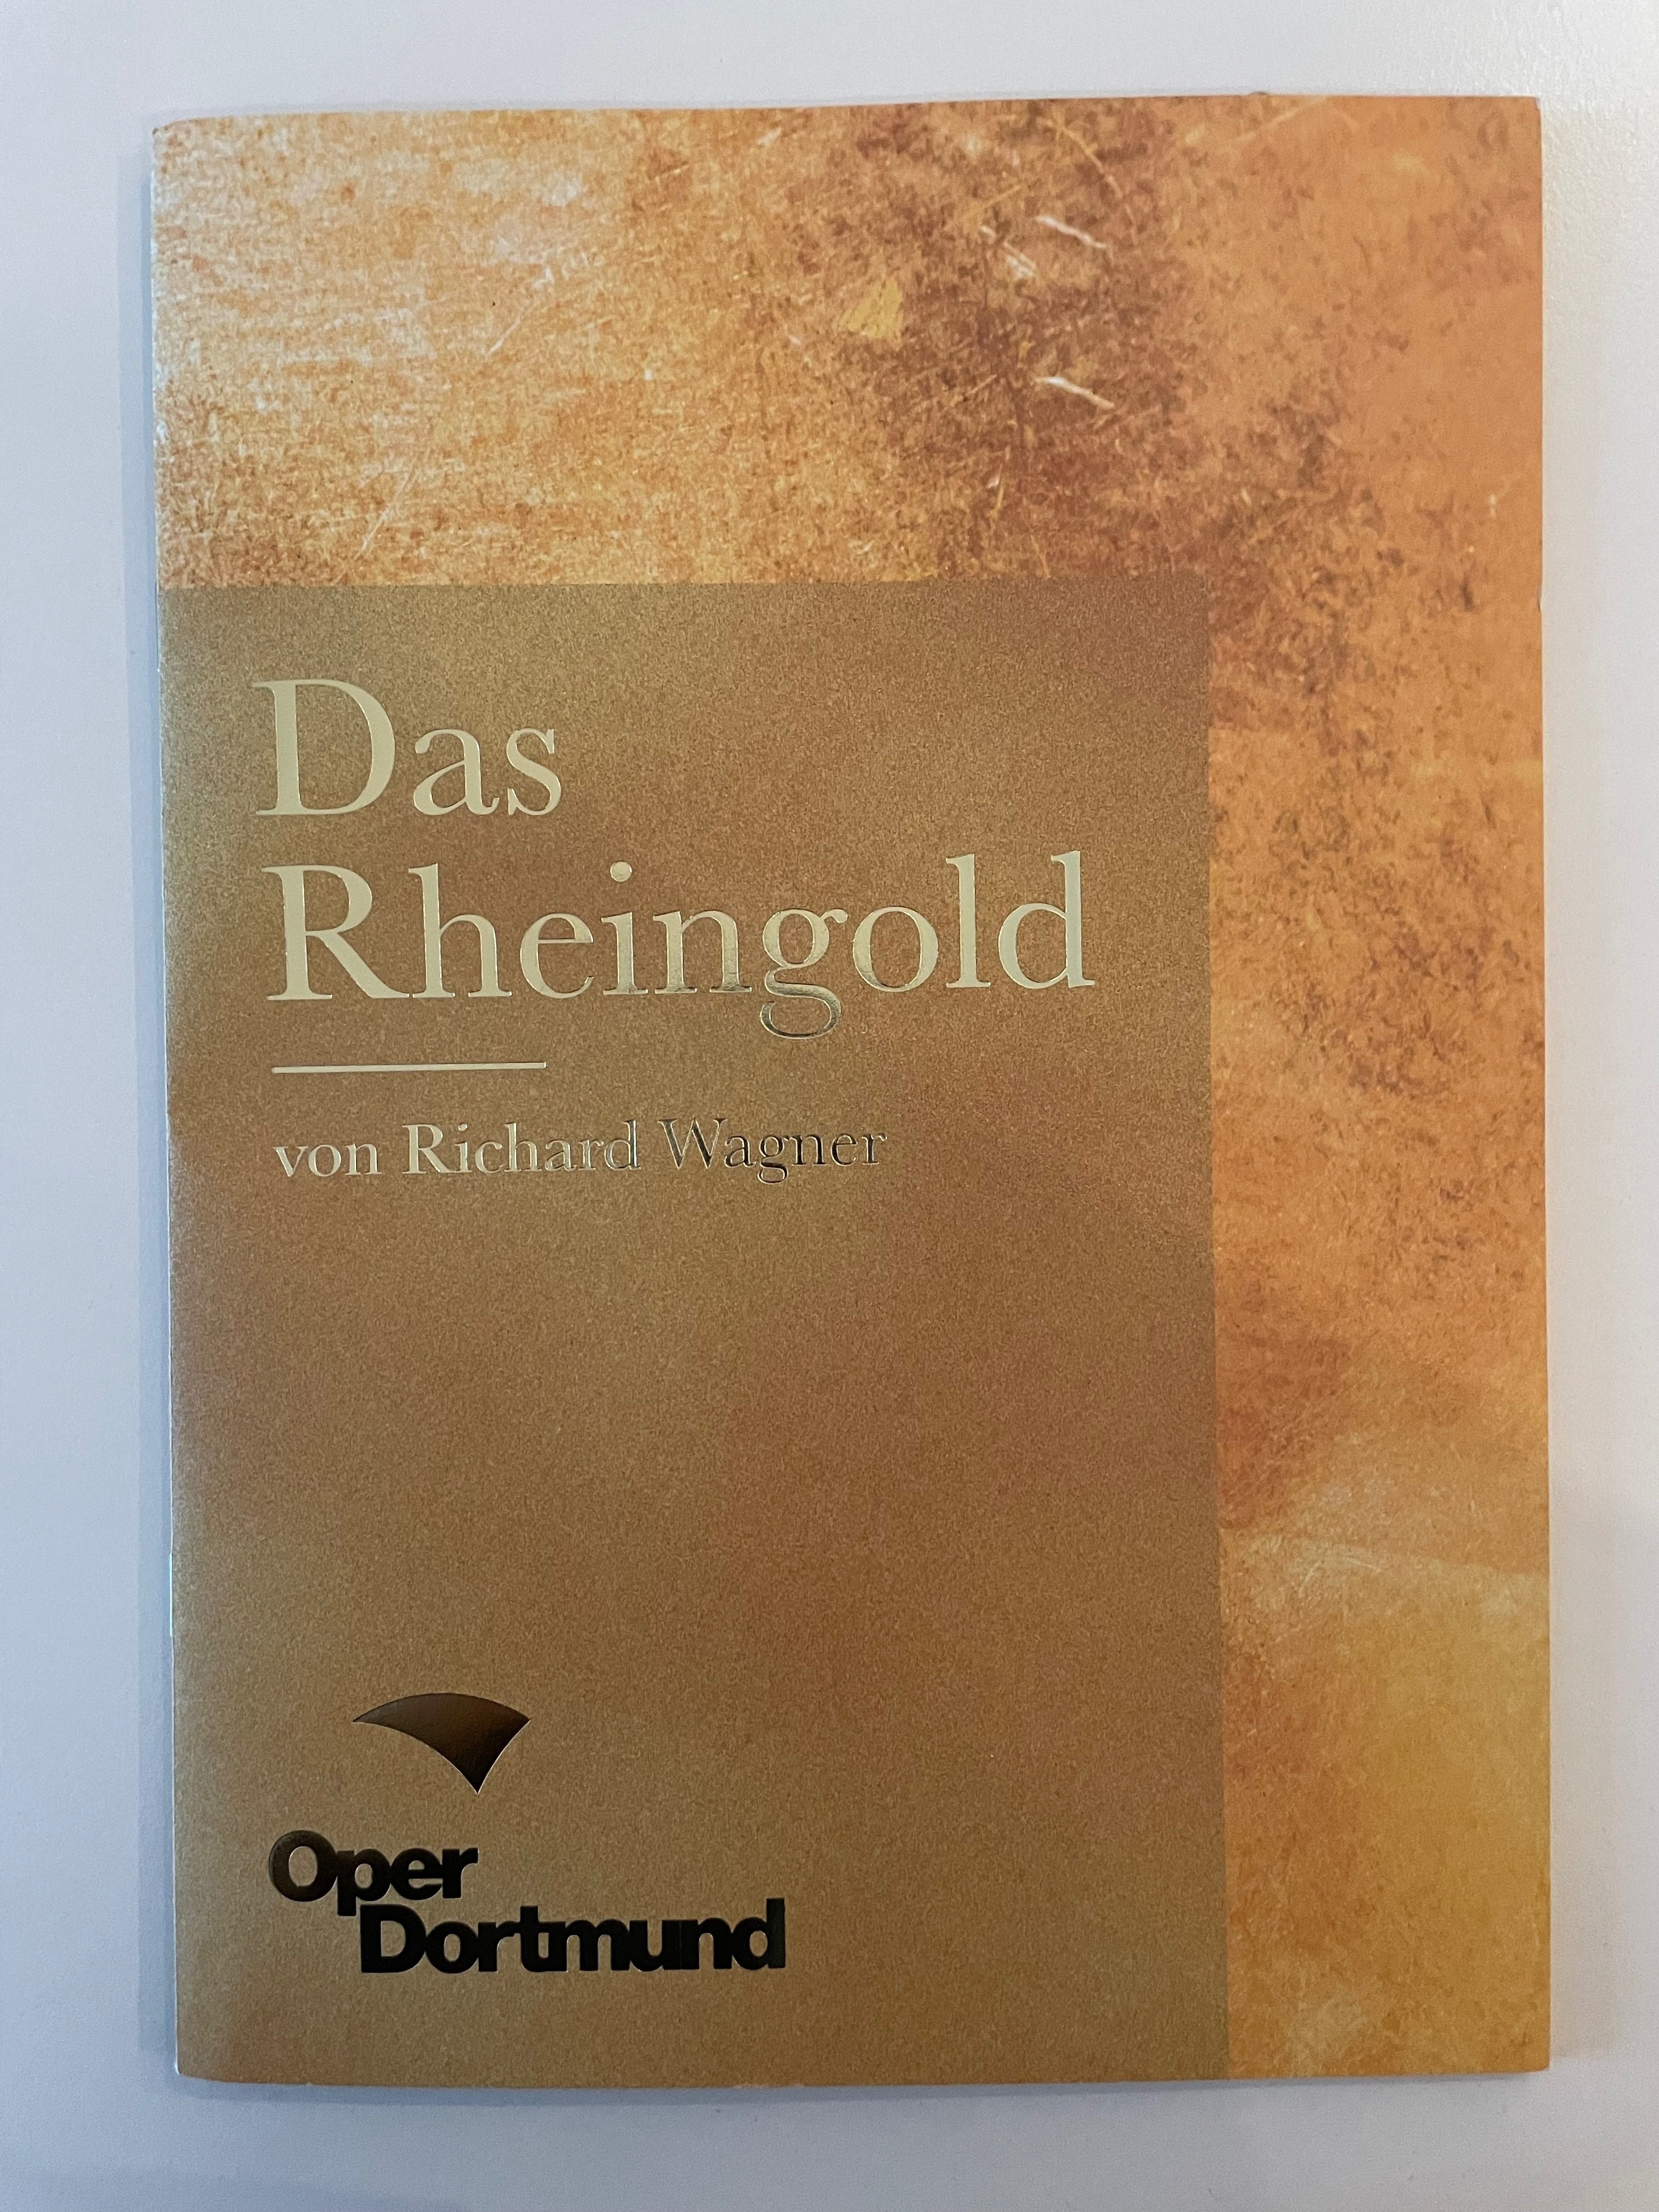 Das
Rheingold
von Richard Wagner
Oper
Dortmund